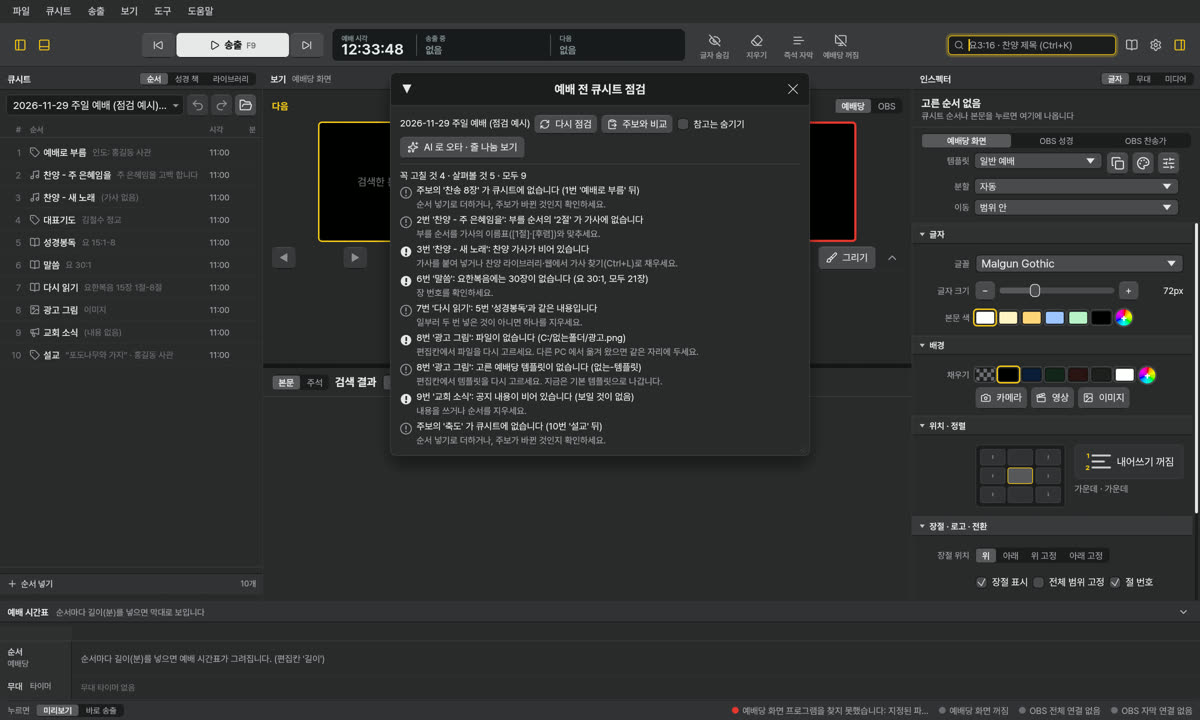 파일 큐시트 송출 보기 도구 도움말
송출 F9
예배 시각
12:33:48
송출 중
없음
다음
없음
글자 숨김 지우기 즉석 자막 예배당 꺼짐
요3:16 · 찬양 제목 (Ctrl+K)
큐시트 순서 성경 책 라이브러리
2026-11-29 주일 예배 (점검 예시)...
# 순서 시각 분
1 예배로 부름 인도: 홍길동 사관 11:00
2 찬양 - 주 은혜임을 주 은혜임을 고백 합니다 11:00
3 찬양 - 새 노래 (가사 없음) 11:00
4 대표기도 김철수 정교 11:00
5 성경봉독 요 15:1-8 11:00
6 말씀 요 30:1 11:00
7 다시 읽기 요한복음 15장 1절-8절 11:00
8 광고 그림 이미지 11:00
9 교회 소식 (내용 없음) 11:00
10 설교 "포도나무와 가지" · 홍길동 사관 11:00
+ 순서 넣기 10개
보기 예배당 화면
다음
예배당 OBS
검색한
그리기
본문 주석 검색 결과
예배 전 큐시트 점검
2026-11-29 주일 예배 (점검 예시) 다시 점검 주보와 비교 참고는 숨기기
AI 로 오타 · 줄 나눔 보기
꼭 고칠 것 4 · 살펴볼 것 5 · 모두 9
주보의 '찬송 8장' 가 큐시트에 없습니다 (1번 '예배로 부름' 뒤)
순서 넣기로 더하거나, 주보가 바뀐 것인지 확인하세요.
2번 '찬양 - 주 은혜임을': 부를 순서의 '2절' 가 가사에 없습니다
부를 순서를 가사의 이름표([1절]·[후렴])와 맞추세요.
3번 '찬양 - 새 노래': 찬양 가사가 비어 있습니다
가사를 붙여 넣거나 찬양 라이브러리·웹에서 가사 찾기(Ctrl+L)로 채우세요.
6번 '말씀': 요한복음에는 30장이 없습니다 (요 30:1, 모두 21장)
장 번호를 확인하세요.
7번 '다시 읽기': 5번 '성경봉독'과 같은 내용입니다
일부러 두 번 넣은 것이 아니면 하나를 지우세요.
8번 '광고 그림': 파일이 없습니다 (C:/없는폴더/광고.png)
편집칸에서 파일을 다시 고르세요. 다른 PC 에서 옮겨 왔으면 같은 자리에 두세요.
8번 '광고 그림': 고른 예배당 템플릿이 없습니다 (없는-템플릿)
편집칸에서 템플릿을 다시 고르세요. 지금은 기본 템플릿으로 나갑니다.
9번 '교회 소식': 공지 내용이 비어 있습니다 (보일 것이 없음)
내용을 쓰거나 순서를 지우세요.
주보의 '축도' 가 큐시트에 없습니다 (10번 '설교' 뒤)
순서 넣기로 더하거나, 주보가 바뀐 것인지 확인하세요.
인스펙터 글자 무대 미디어
고른 순서 없음
큐시트 순서나 본문을 누르면 여기에 나옵니다
예배당 화면 OBS 성경 OBS 찬송가
템플릿 일반 예배
분할 자동
이동 범위 안
글자
글꼴 Malgun Gothic
글자 크기 − + 72px
본문 색
배경
채우기
카메라 영상 이미지
위치 · 정렬
내어쓰기 꺼짐
가운데 · 가운데
장절 · 로고 · 전환
장절 위치 위 아래 위 고정 아래 고정
장절 표시 전체 범위 고정 절 번호
예배 시간표 순서마다 길이(분)를 넣으면 막대로 보입니다
순서
예배당
순서마다 길이(분)를 넣으면 예배 시간표가 그려집니다. (편집칸 '길이')
무대 타이머 무대 타이머 없음
누르면 미리보기 바로 송출
예배당 화면 프로그램을 찾지 못했습니다: 지정된 파... 예배당 화면 꺼짐 OBS 전체 연결 없음 OBS 자막 연결 없음